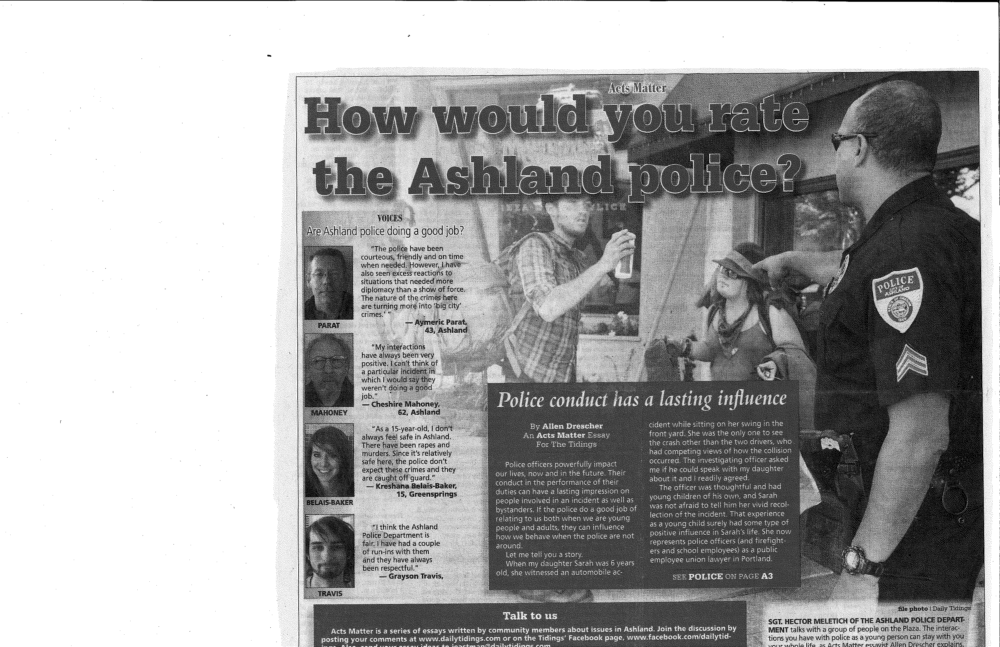 Acts Matter
How would you rate
the Ashland police?
VOICES
Are Ashland police doing a good job?
"The police have been
courteous, friendly and on time
when needed. However, I have
also seen excess reactions to
situations that needed more
diplomacy than a show of force.
The nature of the crimes here
are turning more into 'big city'
crimes.' "
— Aymeric Parat,
43, Ashland
PARAT
"My interactions
have always been very
positive. I can't think of
a particular incident in
which I would say they
weren't doing a good
job."
— Cheshire Mahoney,
62, Ashland
MAHONEY
"As a 15-year-old, I don't
always feel safe in Ashland.
There have been rapes and
murders. Since it's relatively
safe here, the police don't
expect these crimes and they
are caught off guard."
— Kreshana Belais-Baker,
15, Greensprings
BELAIS-BAKER
"I think the Ashland
Police Department is
fair. I have had a couple
of run-ins with them
and they have always
been respectful."
— Grayson Travis,
TRAVIS
POLICE
CITY OF
ASHLAND
Police conduct has a lasting influence
By Allen Drescher
An Acts Matter Essay
For The Tidings
Police officers powerfully impact
our lives, now and in the future. Their
conduct in the performance of their
duties can have a lasting impression on
people involved in an incident as well as
bystanders. If the police do a good job of
relating to us both when we are young
people and adults, they can influence
how we behave when the police are not
around.
Let me tell you a story.
When my daughter Sarah was 6 years
old, she witnessed an automobile ac-
cident while sitting on her swing in the
front yard. She was the only one to see
the crash other than the two drivers, who
had competing views of how the collision
occurred. The investigating officer asked
me if he could speak with my daughter
about it and I readily agreed.
The officer was thoughtful and had
young children of his own, and Sarah
was not afraid to tell him her vivid recol-
lection of the incident. That experience
as a young child surely had some type of
positive influence in Sarah's life. She now
represents police officers (and firefight-
ers and school employees) as a public
employee union lawyer in Portland.
SEE POLICE ON PAGE A3
Talk to us
Acts Matter is a series of essays written by community members about issues in Ashland. Join the discussion by
posting your comments at www.dailytidings.com or on the Tidings' Facebook page, www.facebook.com/dailytid-
file photo | Daily Tidings
SGT. HECTOR MELETICH OF THE ASHLAND POLICE DEPART-
MENT talks with a group of people on the Plaza. The interac-
tions you have with police as a young person can stay with you
your whole life, as Acts Matter essayist Allen Drescher explains.